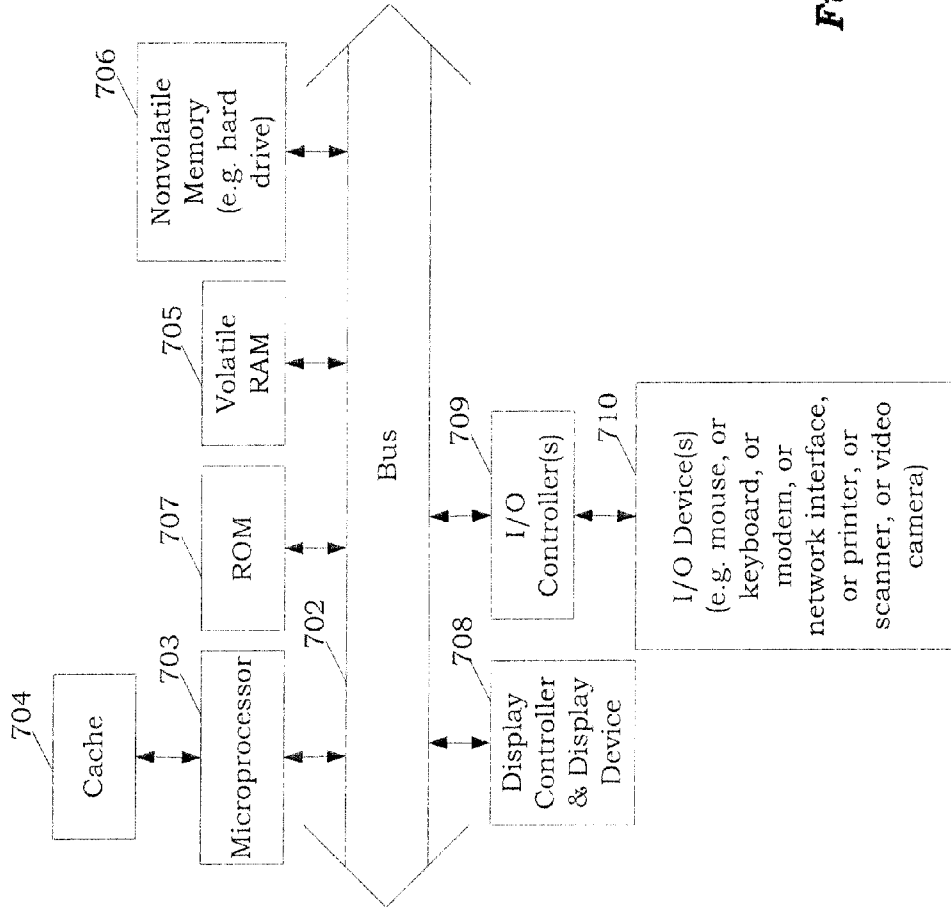 704
Cache
703
Microprocessor
707
ROM
705
Volatile
RAM
706
Nonvolatile
Memory
(e.g. hard
drive)
702
Bus
708
Display
Controller
& Display
Device
709
I/O
Controller(s)
710
I/O Device(s)
(e.g. mouse, or
keyboard, or
modem, or
network interface,
or printer, or
scanner, or video
camera)